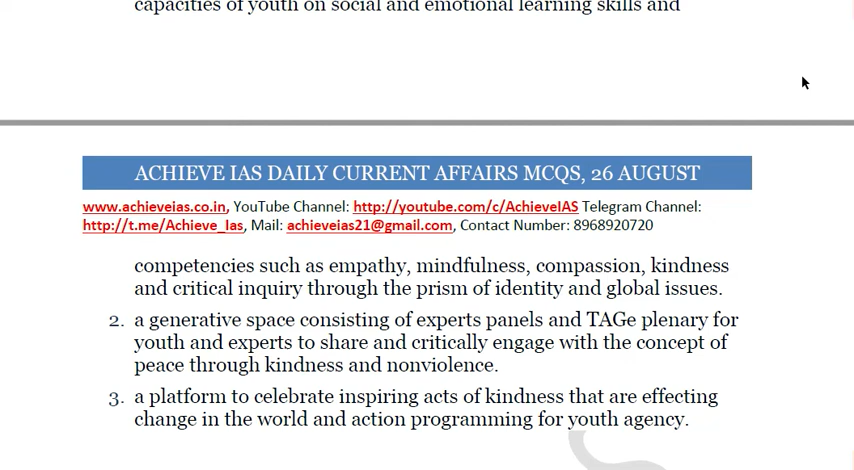 capacities of youth on social and emotional learning skills and
ACHIEVE IAS DAILY CURRENT AFFAIRS MCQS, 26 AUGUST
www.achieveias.co.in, YouTube Channel: http://youtube.com/c/AchieveIAS Telegram Channel:
http://t.me/Achieve_Ias, Mail: achieveias21@gmail.com, Contact Number: 8968920720
competencies such as empathy, mindfulness, compassion, kindness
and critical inquiry through the prism of identity and global issues.
2. a generative space consisting of experts panels and TAGe plenary for
youth and experts to share and critically engage with the concept of
peace through kindness and nonviolence.
3. a platform to celebrate inspiring acts of kindness that are effecting
change in the world and action programming for youth agency.